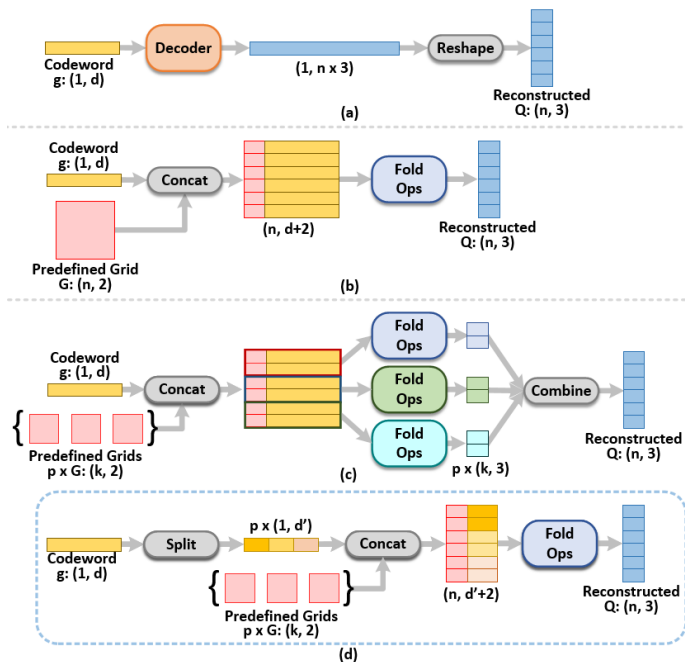 Decoder
Reshape
Codeword
g: (1, d)
(1, n x 3)
Reconstructed
Q: (n, 3)
(a)
Codeword
g: (1, d)
Concat
Fold
Ops
(n, d+2)
Reconstructed
Q: (n, 3)
Predefined Grid
G: (n, 2)
(b)
Fold
Ops
Codeword
g: (1, d)
Concat
Fold
Ops
Combine
{ }
Fold
Ops
Predefined Grids
p x G: (k, 2)
p x (k, 3)
Reconstructed
Q: (n, 3)
(c)
p x (1, d’)
Split
Concat
Fold
Ops
Codeword
g: (1, d)
{ }
(n, d’+2)
Reconstructed
Q: (n, 3)
Predefined Grids
p x G: (k, 2)
(d)